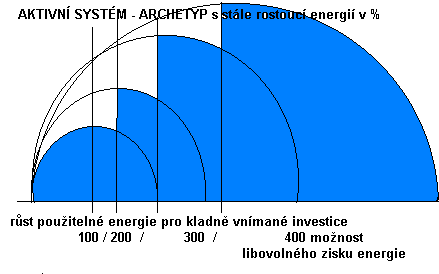 AKTIVNÍ SYSTÉM - ARCHETYP s stále rostoucí energií v %
růst použitelné energie pro kladně vnímané investice
100 / 200 / 300 / 400 možnost
libovolného zisku energie